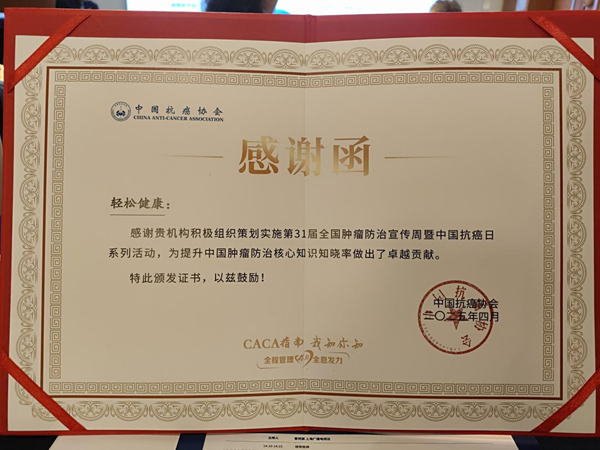 中国抗癌协会
CHINA ANTI-CANCER ASSOCIATION
感谢函
轻松健康：
感谢贵机构积极组织策划实施第31届全国肿瘤防治宣传周暨中国抗癌日
系列活动，为提升中国肿瘤防治核心知识知晓率做出了卓越贡献。
特此颁发证书，以兹鼓励！
中国抗癌协会
二〇二五年四月
CACA指南 我知你知
全程管理 全息发力
主持人